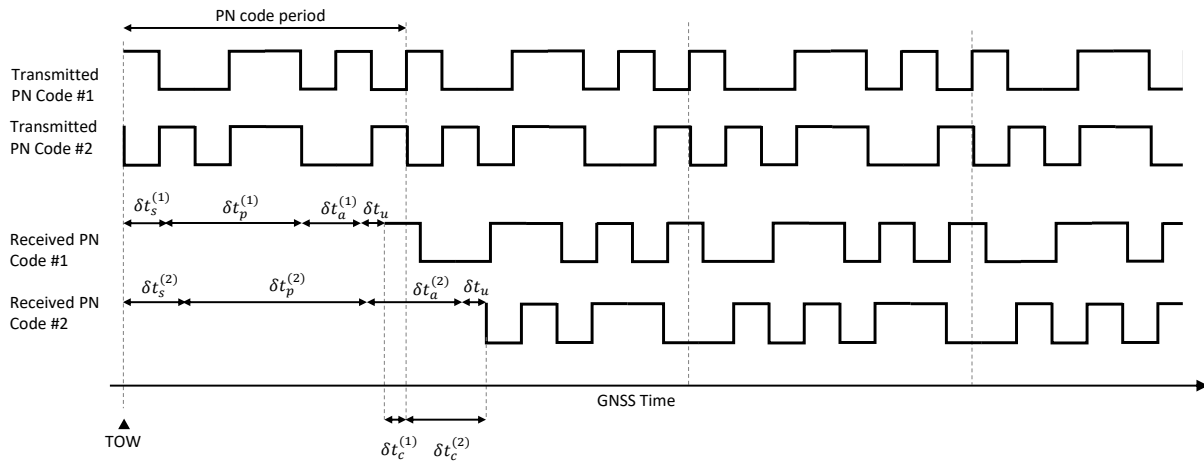 PN code period
Transmitted
PN Code #1
Transmitted
PN Code #2
δt_s^(1) δt_p^(1) δt_a^(1) δt_u
Received PN
Code #1
δt_s^(2) δt_p^(2) δt_a^(2) δt_u
Received PN
Code #2
GNSS Time
TOW
δt_c^(1) δt_c^(2)